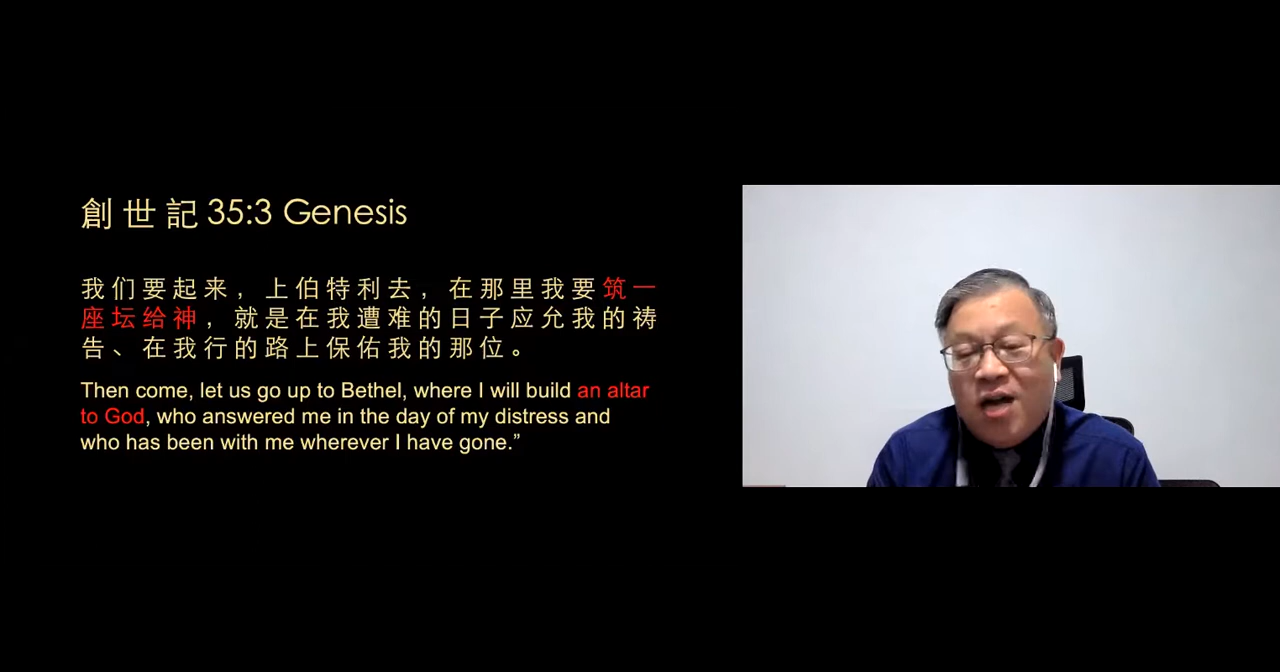 創世記 35:3 Genesis
我们要起来，上伯特利去，在那里我要筑一
座坛给神，就是在我遭难的日子应允我的祷
告、在我行的路上保佑我的那位。
Then come, let us go up to Bethel, where I will build an altar
to God, who answered me in the day of my distress and
who has been with me wherever I have gone.”